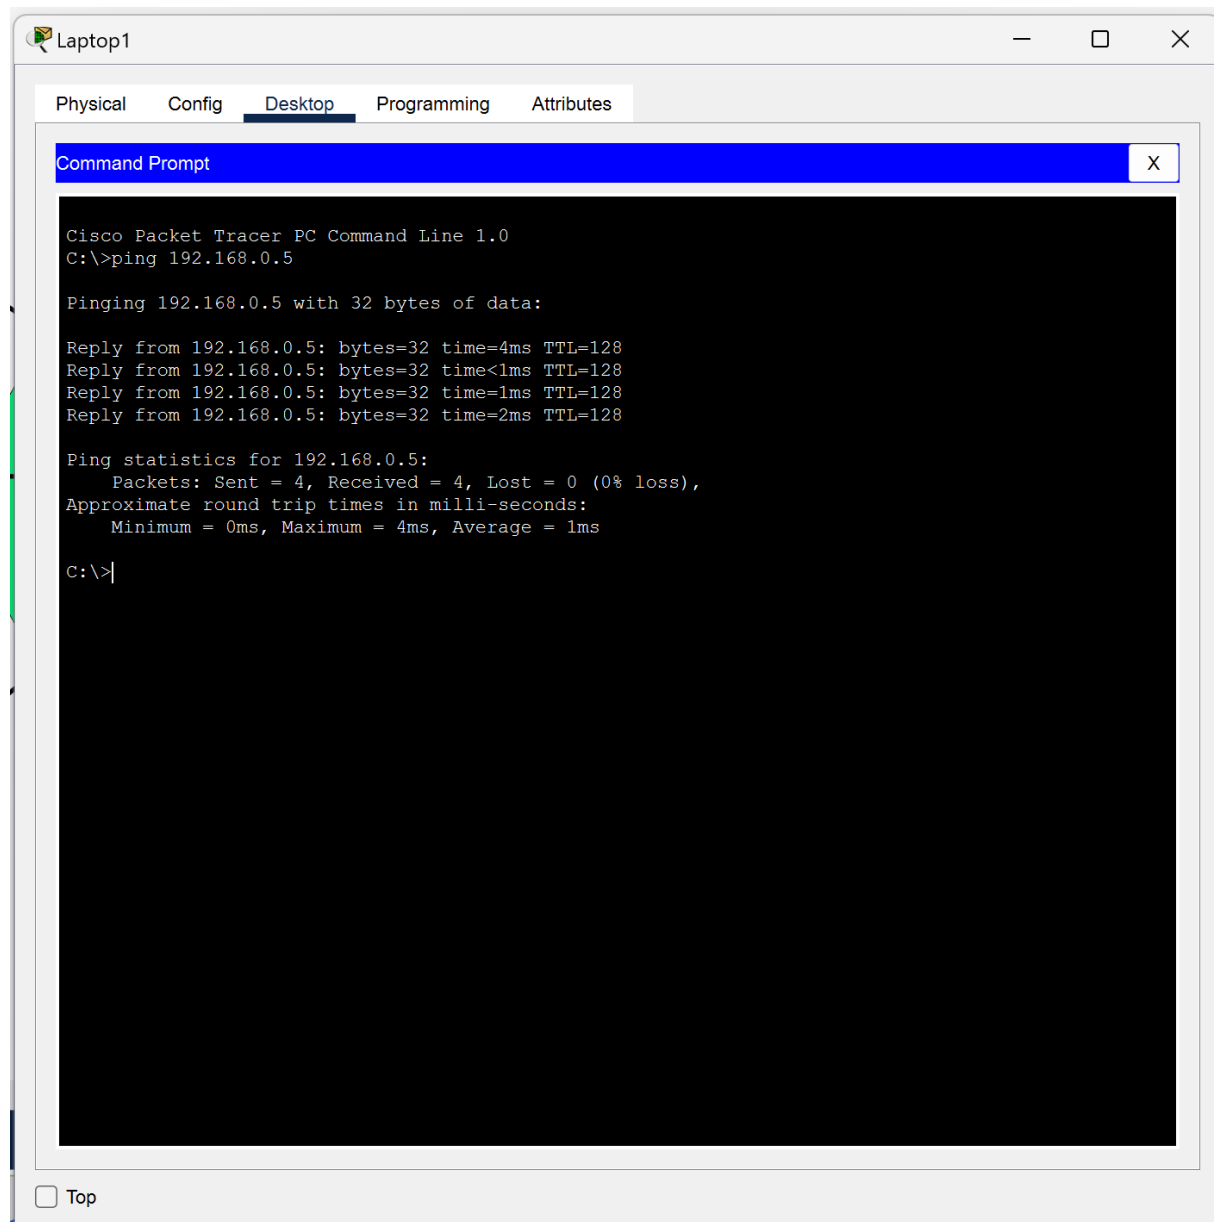 Laptop1
Physical Config Desktop Programming Attributes
Command Prompt X
Cisco Packet Tracer PC Command Line 1.0
C:\>ping 192.168.0.5
Pinging 192.168.0.5 with 32 bytes of data:
Reply from 192.168.0.5: bytes=32 time=4ms TTL=128
Reply from 192.168.0.5: bytes=32 time<1ms TTL=128
Reply from 192.168.0.5: bytes=32 time=1ms TTL=128
Reply from 192.168.0.5: bytes=32 time=2ms TTL=128
Ping statistics for 192.168.0.5:
    Packets: Sent = 4, Received = 4, Lost = 0 (0% loss),
Approximate round trip times in milli-seconds:
    Minimum = 0ms, Maximum = 4ms, Average = 1ms
C:\>
Top